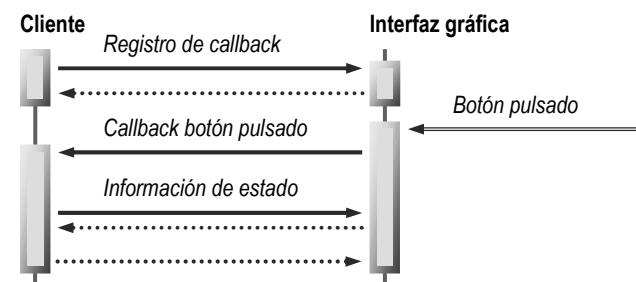 Cliente
Interfaz gráfica
Registro de callback
Botón pulsado
Callback botón pulsado
Información de estado